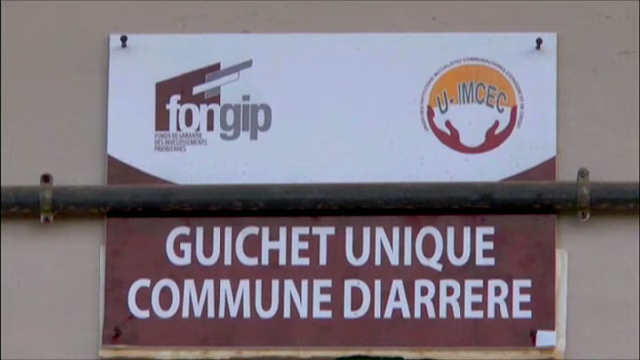 fongip
FONDS DE GARANTIE
DES INVESTISSEMENTS
PRIORITAIRES
U-IMCEC
GUICHET UNIQUE
COMMUNE DIARRERE